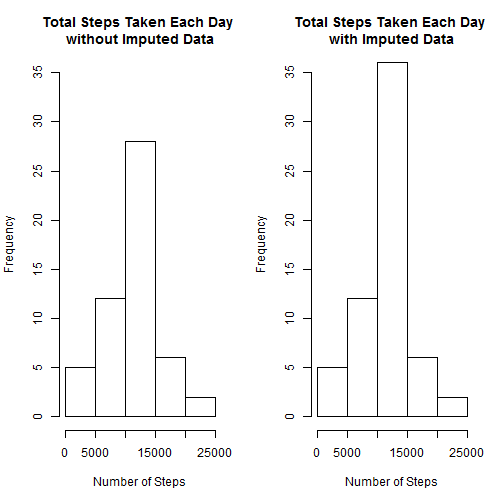 Total Steps Taken Each Day
without Imputed Data
Frequency
35
30
25
20
15
10
5
0
0 5000 15000 25000
Number of Steps
Total Steps Taken Each Day
with Imputed Data
Frequency
35
30
25
20
15
10
5
0
0 5000 15000 25000
Number of Steps